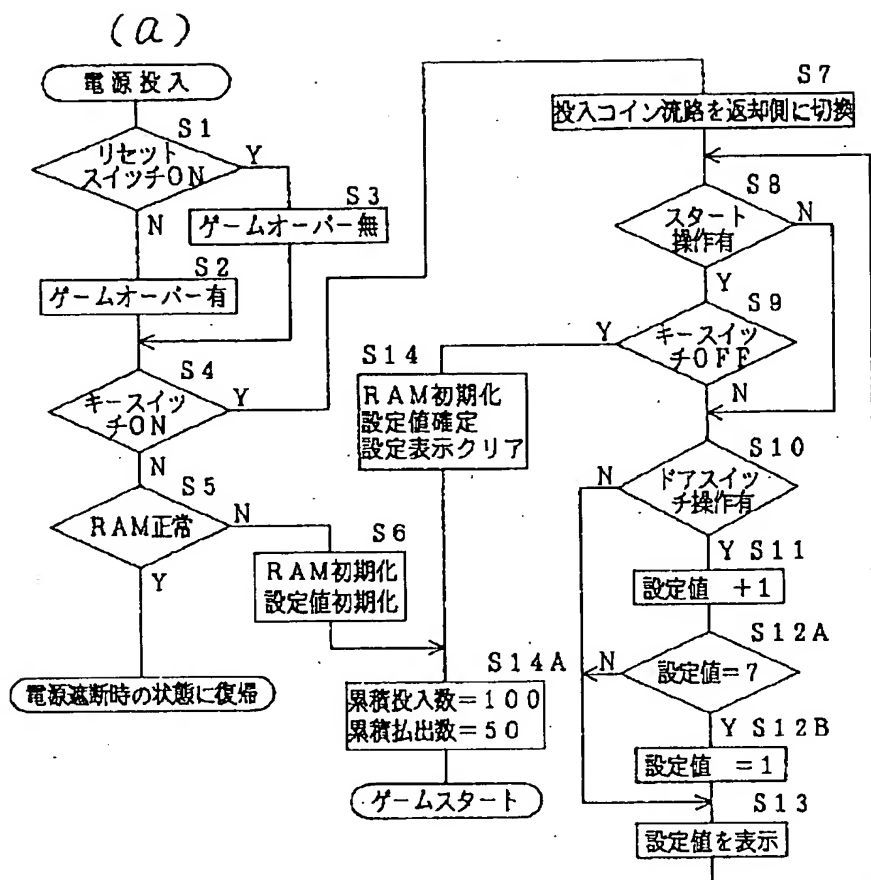 (a)
電源投入
S1
リセット
スイッチON
Y
N
S3
ゲームオーバー無
S2
ゲームオーバー有
S4
キースイッ
チON
Y
N
S5
RAM正常
N
Y
S6
RAM初期化
設定値初期化
電源遮断時の状態に復帰
S7
投入コイン流路を返却側に切換
S8
スタート
操作有
N
Y
S9
キースイッ
チOFF
Y
N
S14
RAM初期化
設定値確定
設定表示クリア
S10
ドアスイッ
チ操作有
N
Y S11
設定値 +1
S12A
設定値=7
N
Y S12B
設定値 =1
S13
設定値を表示
S14A
累積投入数=100
累積払出数=50
ゲームスタート